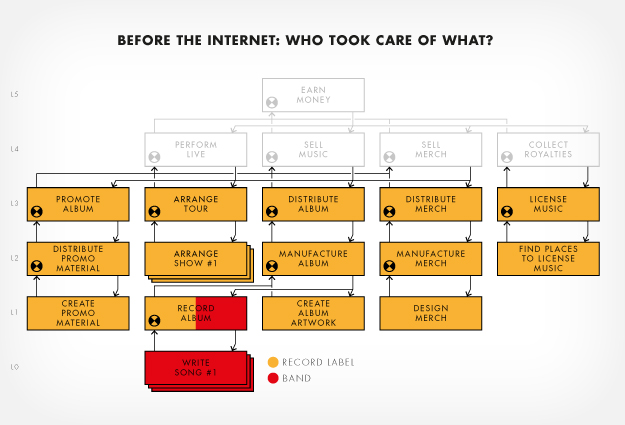 BEFORE THE INTERNET: WHO TOOK CARE OF WHAT?
L5
EARN
MONEY
L4
PERFORM
LIVE
SELL
MUSIC
SELL
MERCH
COLLECT
ROYALTIES
L3
PROMOTE
ALBUM
ARRANGE
TOUR
DISTRIBUTE
ALBUM
DISTRIBUTE
MERCH
LICENSE
MUSIC
L2
DISTRIBUTE
PROMO
MATERIAL
ARRANGE
SHOW #1
MANUFACTURE
ALBUM
MANUFACTURE
MERCH
FIND PLACES
TO LICENSE
MUSIC
L1
CREATE
PROMO
MATERIAL
RECORD
ALBUM
CREATE
ALBUM
ARTWORK
DESIGN
MERCH
L0
WRITE
SONG #1
RECORD LABEL
BAND